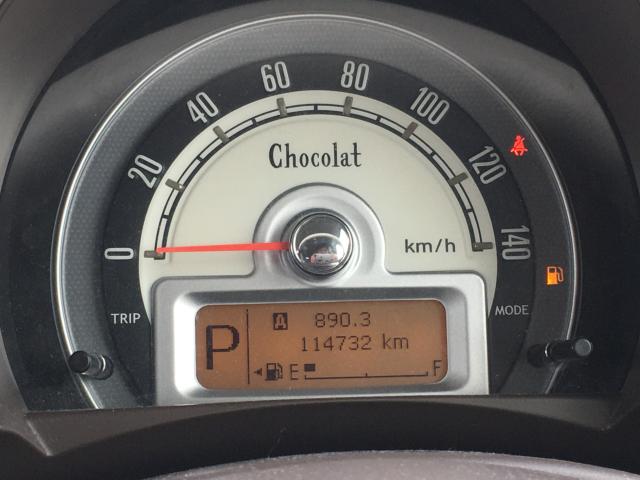 60 80
40 100
Chocolat
20 120
0 km/h 140
TRIP MODE
A 890.3
P 114732 km
E F